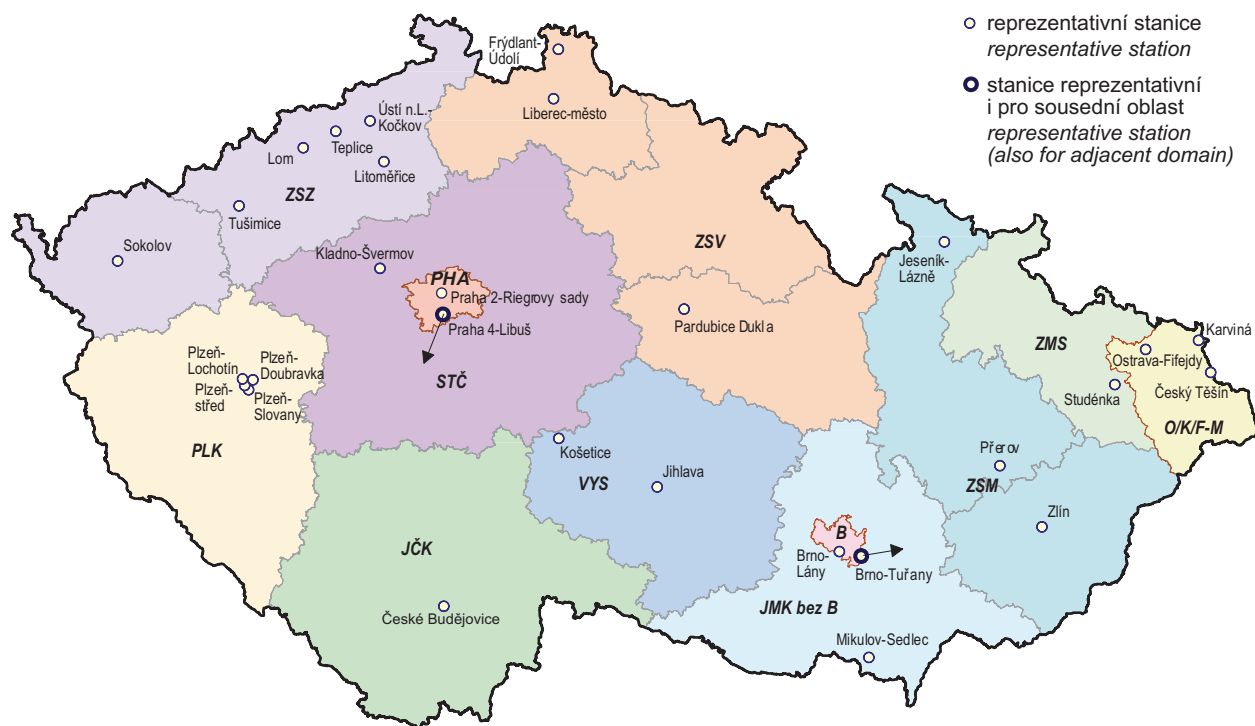 reprezentativní stanice
representative station
stanice reprezentativní
i pro sousední oblast
representative station
(also for adjacent domain)
Frýdlant-
Údolí
Liberec-město
Ústí n.L.-
Kočkov
Teplice
Lom
Litoměřice
ZSZ
Tušimice
Sokolov
ZSV
Jeseník-
Lázně
Kladno-Švermov
PHA
Praha 2-Riegrovy sady
Praha 4-Libuš
Pardubice Dukla
STČ
ZMS
Karviná
Ostrava-Fifejdy
Český Těšín
Studénka
O/K/F-M
Plzeň-
Lochotín
Plzeň-
Doubravka
Plzeň-
střed
Plzeň-
Slovany
PLK
Košetice
Jihlava
VYS
Přerov
ZSM
Zlín
JČK
České Budějovice
B
Brno-
Lány
Brno-Tuřany
JMK bez B
Mikulov-Sedlec